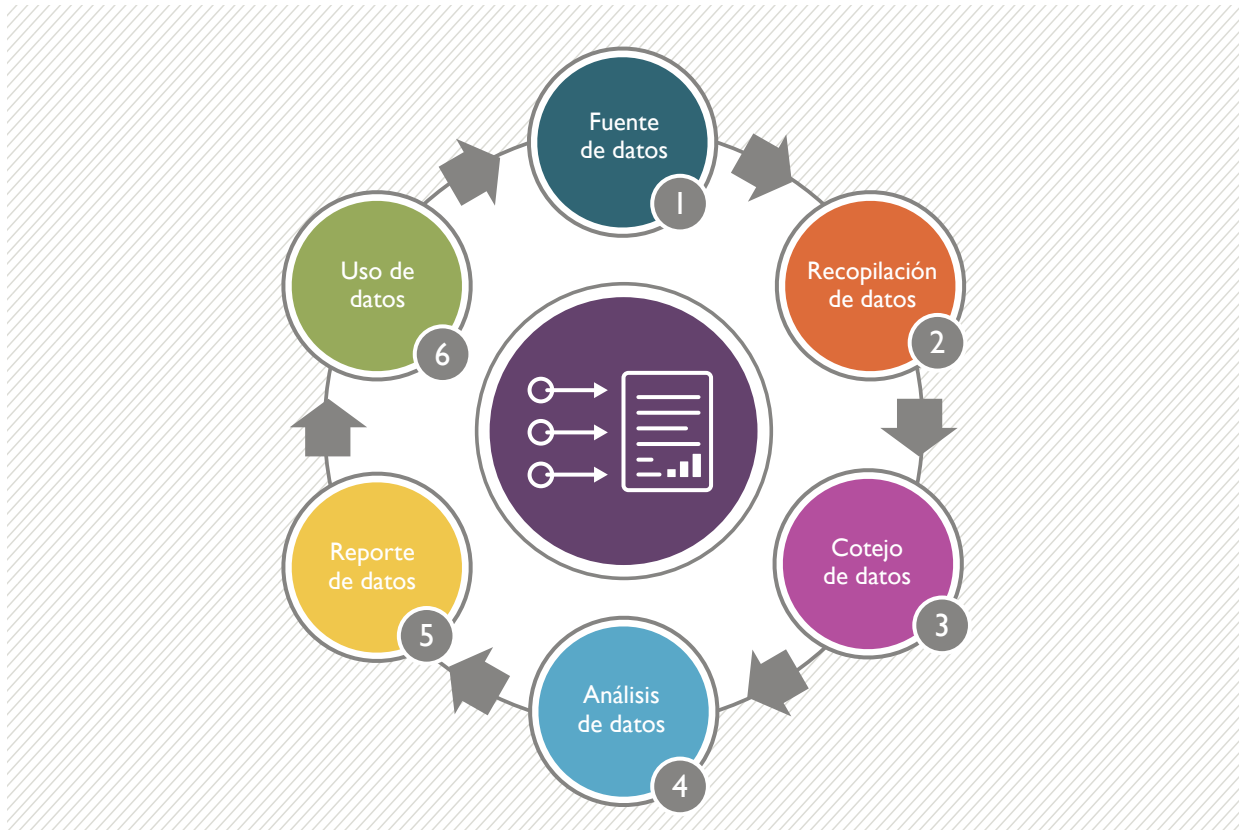 Fuente
de datos
1
Recopilación
de datos
2
Cotejo
de datos
3
Análisis
de datos
4
Reporte
de datos
5
Uso de
datos
6